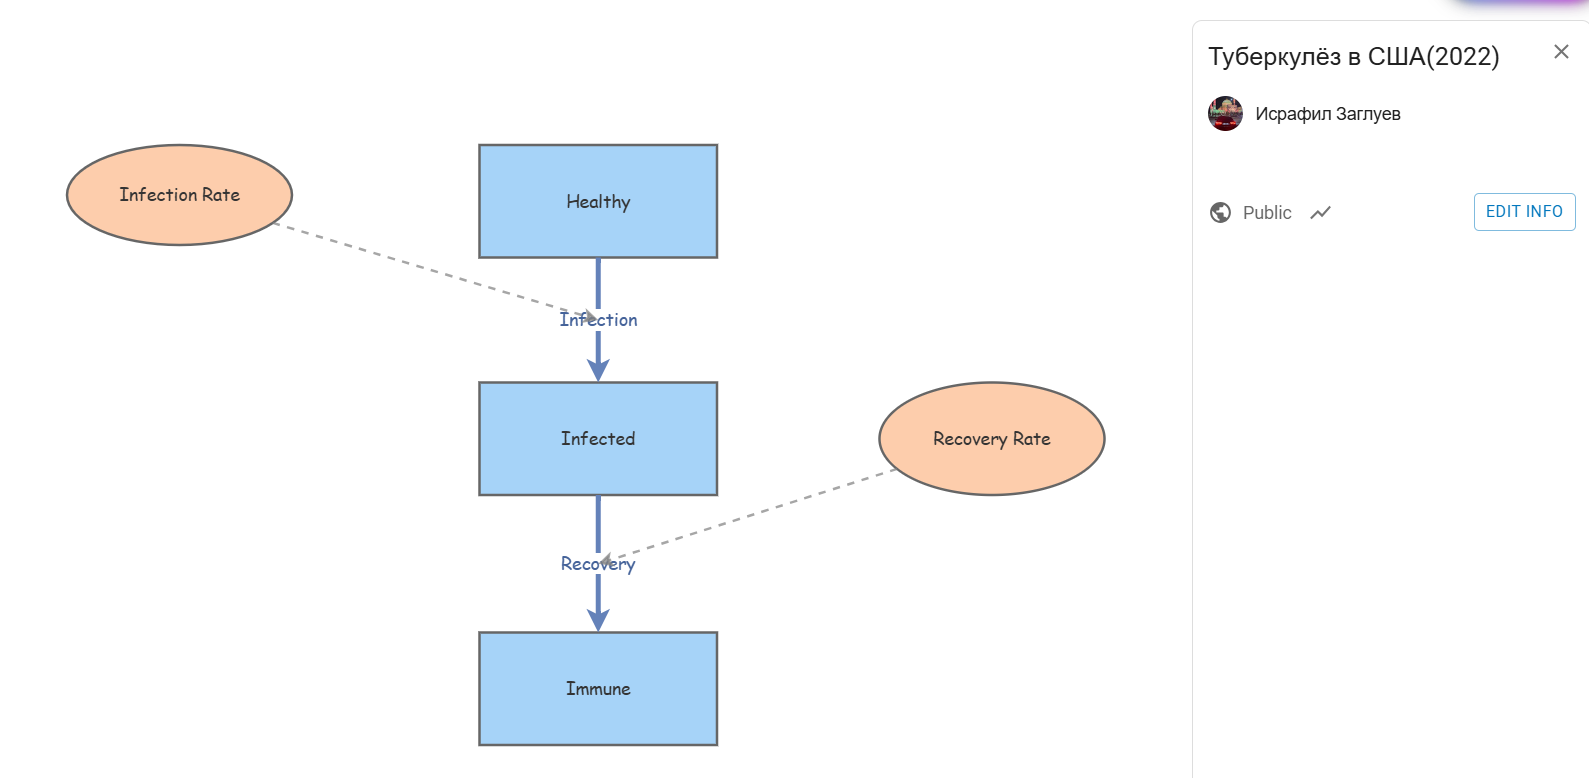 Infection Rate
Healthy
Infection
Infected
Recovery Rate
Recovery
Immune
Туберкулёз в США(2022)
Исрафил Заглуев
Public
EDIT INFO